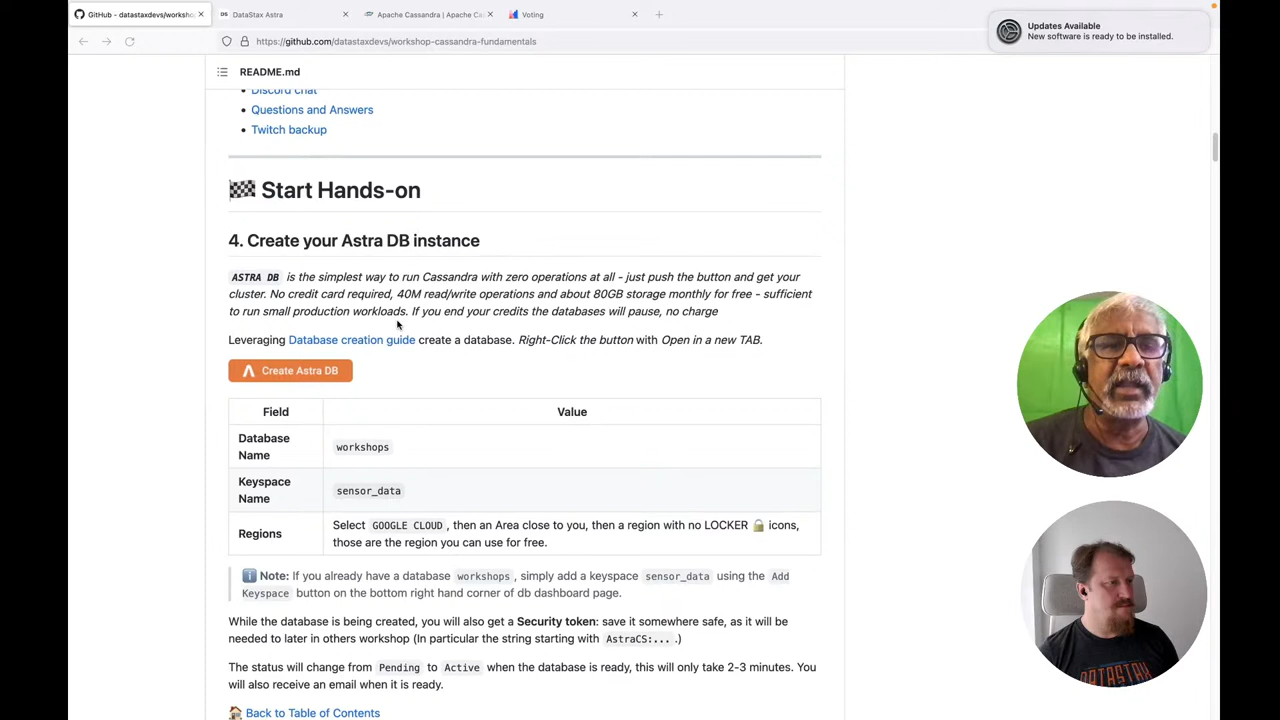 GitHub - datastaxdevs/worksho
DataStax Astra
Apache Cassandra | Apache Ca
Voting
https://github.com/datastaxdevs/workshop-cassandra-fundamentals
Updates Available
New software is ready to be installed.
README.md
Discord chat
Questions and Answers
Twitch backup
Start Hands-on
4. Create your Astra DB instance
ASTRA DB is the simplest way to run Cassandra with zero operations at all - just push the button and get your
cluster. No credit card required, 40M read/write operations and about 80GB storage monthly for free - sufficient
to run small production workloads. If you end your credits the databases will pause, no charge
Leveraging Database creation guide create a database. Right-Click the button with Open in a new TAB.
Create Astra DB
Field Value
Database
Name
workshops
Keyspace
Name
sensor_data
Regions
Select GOOGLE CLOUD, then an Area close to you, then a region with no LOCKER 🔒 icons,
those are the region you can use for free.
ℹ️ Note: If you already have a database workshops, simply add a keyspace sensor_data using the Add
Keyspace button on the bottom right hand corner of db dashboard page.
While the database is being created, you will also get a Security token: save it somewhere safe, as it will be
needed to later in others workshop (In particular the string starting with AstraCS:....)
The status will change from Pending to Active when the database is ready, this will only take 2-3 minutes. You
will also receive an email when it is ready.
🏠 Back to Table of Contents
DATASTAX